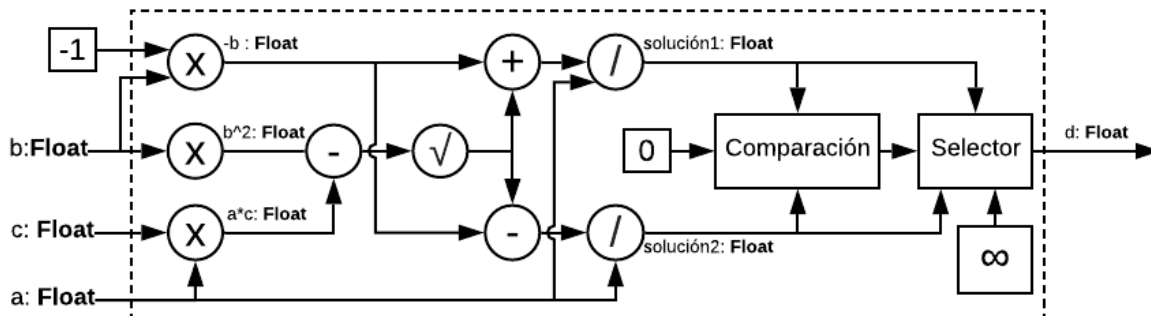 -1
X
-b : Float
+
/
solución1: Float
b:Float
X
b^2: Float
-
√
0
Comparación
Selector
d: Float
c: Float
X
a*c: Float
-
/
solución2: Float
∞
a: Float